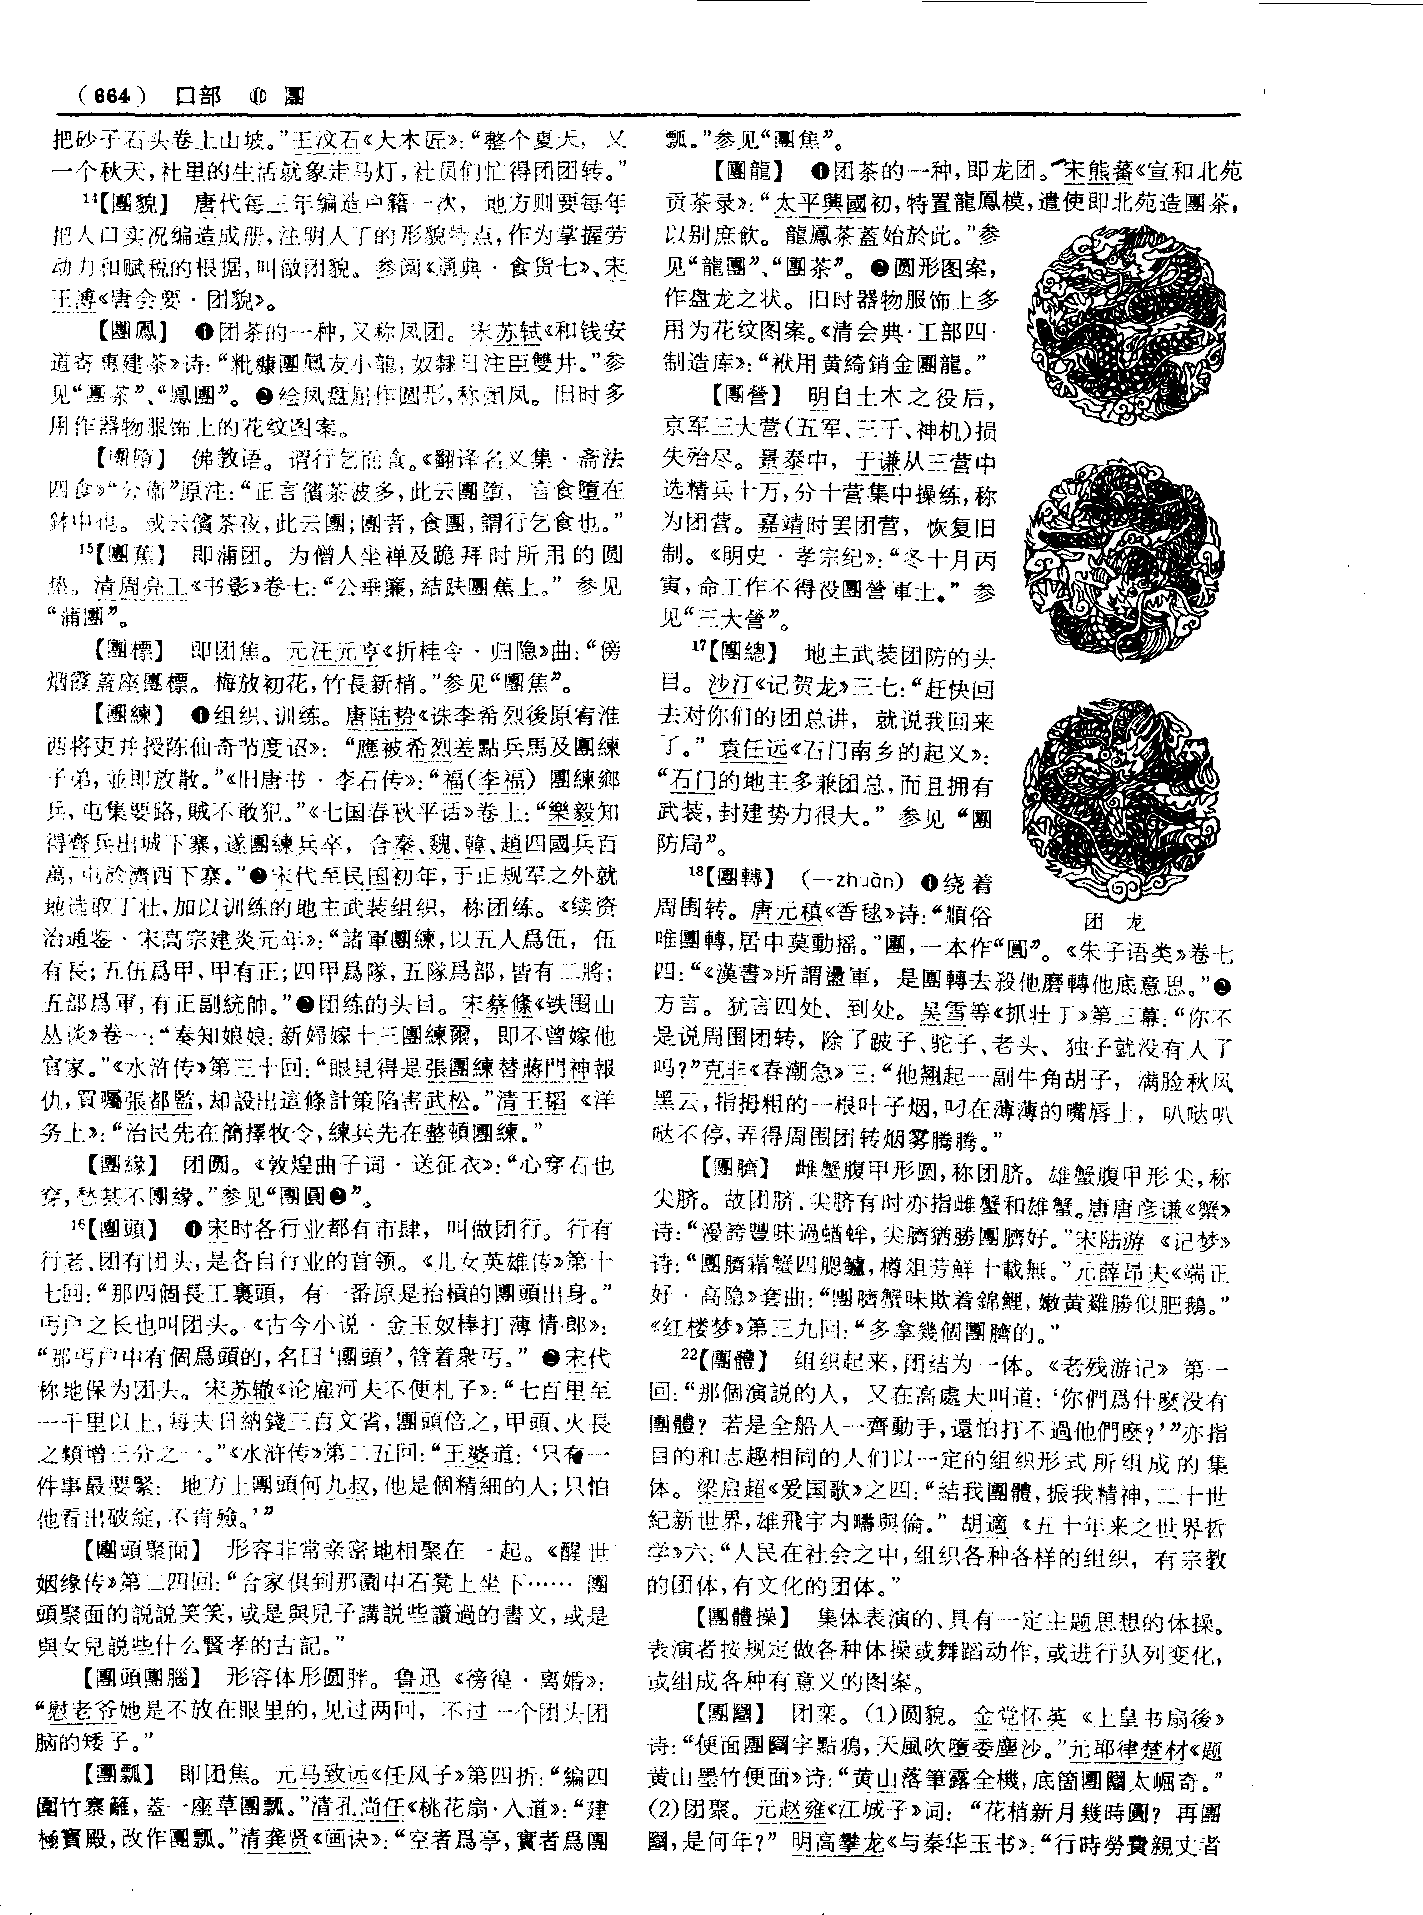 (664) 口部 ⑪ 團
把砂子石头卷上山坡。”王汶石《大木匠》：“整个夏天，又
一个秋天，社里的生活就象走马灯，社员们忙得团团转。”
¹⁴【團貌】 唐代每三年编造户籍一次，地方则要每年
把人口实况编造成册，注明人丁的形貌特点，作为掌握劳
动力和赋税的根据，叫做团貌。参阅《通典·食货七》、宋
王溥《唐会要·团貌》。
【團鳳】 ❶团茶的一种，又称凤团。宋苏轼《和钱安
道寄惠建茶》诗：“粃糠團鳳友小龍，奴隸日注臣雙井。”参
见“團茶”、“鳳團”。❷绘凤盘屈作圆形，称团凤。旧时多
用作器物服饰上的花纹图案。
【團墮】 佛教语。谓行乞而食。《翻译名义集·斋法
四食》“分衛”原注：“正言儐茶波多，此云團墮，言食墮在
鉢中也。或云儐茶夜，此云團；團者，食團，謂行乞食也。”
¹⁵【團蕉】 即蒲团。为僧人坐禅及跪拜时所用的圆
垫。清周亮工《书影》卷七：“公垂簾，結趺團蕉上。”参见
“蒲團”。
【團標】 即团焦。元汪元亨《折桂令·归隐》曲：“傍
烟霞蓋座團標。梅放初花，竹長新梢。”参见“團焦”。
【團練】 ❶组织、训练。唐陆贽《诛李希烈後原宥淮
西将吏并授陈仙奇节度诏》：“應被希烈差點兵馬及團練
子弟，並即放散。”《旧唐书·李石传》：“福（李福）團練鄉
兵，屯集要路，賊不敢犯。”《七国春秋平话》卷上：“樂毅知
得齊兵出城下寨，遂團練兵卒，合秦、魏、韓、趙四國兵百
萬，屯於濟西下寨。”❷宋代至民国初年，于正规军之外就
地选取丁壮，加以训练的地主武装组织，称团练。《续资
治通鉴·宋高宗建炎元年》：“諸軍團練，以五人爲伍，伍
有長；五伍爲甲、甲有正；四甲爲隊，五隊爲部，皆有二將；
五部爲軍，有正副統帥。”❸团练的头目。宋蔡絛《铁围山
丛谈》卷一：“奏知娘娘：新婦嫁十三團練爾，即不曾嫁他
官家。”《水浒传》第三十回：“眼見得是張團練替蔣門神報
仇，買囑張都監，却設出這條計策陷害武松。”清王韬《洋
务上》：“治民先在簡擇牧令，練兵先在整頓團練。”
【團緣】 团圆。《敦煌曲子词·送征衣》：“心穿石也
穿，愁甚不團緣。”参见“團圓❷”。
¹⁶【團頭】 ❶宋时各行业都有市肆，叫做团行。行有
行老、团有团头，是各自行业的首领。《儿女英雄传》第十
七回：“那四個長工裏頭，有一番原是抬槓的團頭出身。”
丐户之长也叫团头。《古今小说·金玉奴棒打薄情郎》：
“那丐户中有個爲頭的，名曰‘團頭’，管着衆丐。”❷宋代
称地保为团头。宋苏辙《论雇河夫不便札子》：“七百里至
一千里以上，每夫日納錢三百文省，團頭倍之，甲頭、火長
之類增三分之一。”《水浒传》第二五回：“王婆道：‘只有一
件事最要緊：地方上團頭何九叔，他是個精細的人；只怕
他看出破綻，不肯殮。’”
【團頭聚面】 形容非常亲密地相聚在一起。《醒世
姻缘传》第二四回：“合家俱到那園中石凳上坐下…… 團
頭聚面的説説笑笑，或是與兒子講説些讀過的書文，或是
與女兒説些什么賢孝的古記。”
【團頭團腦】 形容体形圆胖。鲁迅《徬徨·离婚》：
“慰老爷她是不放在眼里的，见过两回，不过一个团头团
脑的矮子。”
【團瓢】 即团焦。元马致远《任风子》第四折：“編四
圍竹寨籬，蓋一座草團瓢。”清孔尚任《桃花扇·入道》：“建
極寶殿，改作團瓢。”清龚贤《画诀》：“空者爲亭，實者爲團
瓢。”参见“團焦”。
【團龍】 ❶团茶的一种，即龙团。宋熊蕃《宣和北苑
贡茶录》：“太平興國初，特置龍鳳模，遣使即北苑造團茶，
以别庶飲。龍鳳茶蓋始於此。”参
见“龍團”、“團茶”。❷圆形图案，
作盘龙之状。旧时器物服饰上多
用为花纹图案。《清会典·工部四·
制造库》：“袱用黄綺銷金團龍。”
【團營】 明自土木之役后，
京军三大营（五军、三千、神机）损
失殆尽。景泰中，于谦从三营中
选精兵十万，分十营集中操练，称
为团营。嘉靖时罢团营，恢复旧
制。《明史·孝宗纪》：“冬十月丙
寅，命工作不得役團營軍士。”参
见“三大營”。
¹⁷【團總】 地主武装团防的头
目。沙汀《记贺龙》三七：“赶快回
去对你们的团总讲，就说我回来
了。”袁任远《石门南乡的起义》：
“石门的地主多兼团总，而且拥有
武装，封建势力很大。”参见“團
防局”。
¹⁸【團轉】 （—zhuàn）❶绕着
周围转。唐元稹《香毬》诗：“順俗
唯團轉，居中莫動摇。”團，一本作“圓”。《朱子语类》卷七
四：“《漢書》所謂盪軍，是團轉去殺他磨轉他底意思。”❷
方言。犹言四处、到处。吴雪等《抓壮丁》第三幕：“你不
是说周围团转，除了跛子、驼子、老头、独子就没有人了
吗？”克非《春潮急》三：“他翘起一副牛角胡子，满脸秋风
黑云，指拇粗的一根叶子烟，叼在薄薄的嘴唇上，叭哒叭
哒不停，弄得周围团转烟雾腾腾。”
【團臍】 雌蟹腹甲形圆，称团脐。雄蟹腹甲形尖，称
尖脐。故团脐、尖脐有时亦指雌蟹和雄蟹。唐唐彦谦《蟹》
诗：“漫誇豐味過蝤蛑，尖臍猶勝團臍好。”宋陆游《记梦》
诗：“團臍霜蟹四腮鱸，樽俎芳鮮十載無。”元薛昂夫《端正
好·高隐》套曲：“團臍蟹味欺着錦鯉，嫩黄雞勝似肥鵝。”
《红楼梦》第三九回：“多拿幾個團臍的。”
²²【團體】 组织起来，团结为一体。《老残游记》第一
回：“那個演説的人，又在高處大叫道：‘你們爲什麽没有
團體？若是全船人一齊動手，還怕打不過他們麽？’”亦指
目的和志趣相同的人们以一定的组织形式所组成的集
体。梁启超《爱国歌》之四：“結我團體，振我精神，二十世
紀新世界，雄飛宇内疇與倫。”胡適《五十年来之世界哲
学》六：“人民在社会之中，组织各种各样的组织，有宗教
的团体，有文化的团体。”
【團體操】 集体表演的、具有一定主题思想的体操。
表演者按规定做各种体操或舞蹈动作，或进行队列变化，
或组成各种有意义的图案。
【團圞】 团栾。（1）圆貌。金党怀英《上皇书扇後》
诗：“便面團圞字點鴉，天風吹墮委塵沙。”元耶律楚材《题
黄山墨竹便面》诗：“黄山落筆露全機，底箇團圞太崛奇。”
（2）团聚。元赵雍《江城子》词：“花梢新月幾時圓？再團
圞，是何年？”明高攀龙《与秦华玉书》：“行時勞費親丈者
团 龙